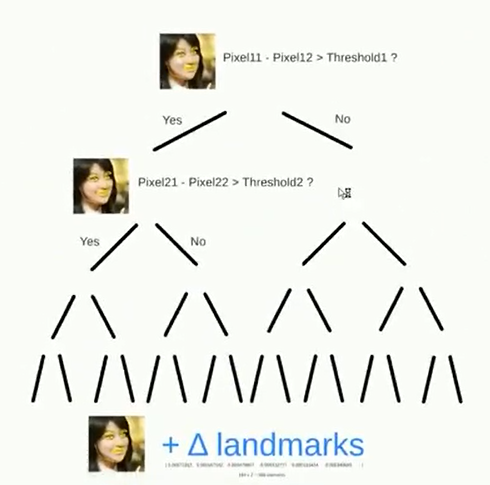 Pixel11 - Pixel12 > Threshold1 ?
Yes
No
Pixel21 - Pixel22 > Threshold2 ?
Yes
No
+ Δ landmarks